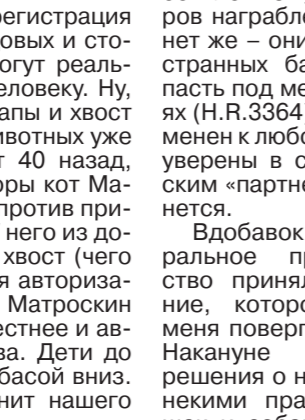 регистрация
овых и сто-
огут реаль-
еловеку. Ну,
апы и хвост
ивотных уже
т 40 назад,
оры кот Ма-
против при-
него из до-
хвост (чего
я авториза-
Матроскин
естнее и ав-
ва. Дети до
басой вниз.
нит нашего
ров награбл
нет же – они
странных ба
пасть под ме
ях (H.R.3364
менен к любо
уверены в с
ским «партне
нется.
Вдобавок
ральное пр
ство принял
ние, которо
меня поверг
Накануне
решения о н
некими пра